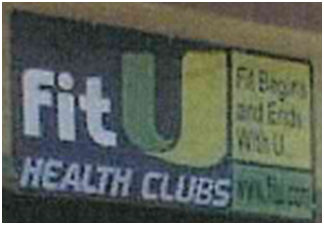 fit U
HEALTH CLUBS
Fit Begins
and Ends
With U...